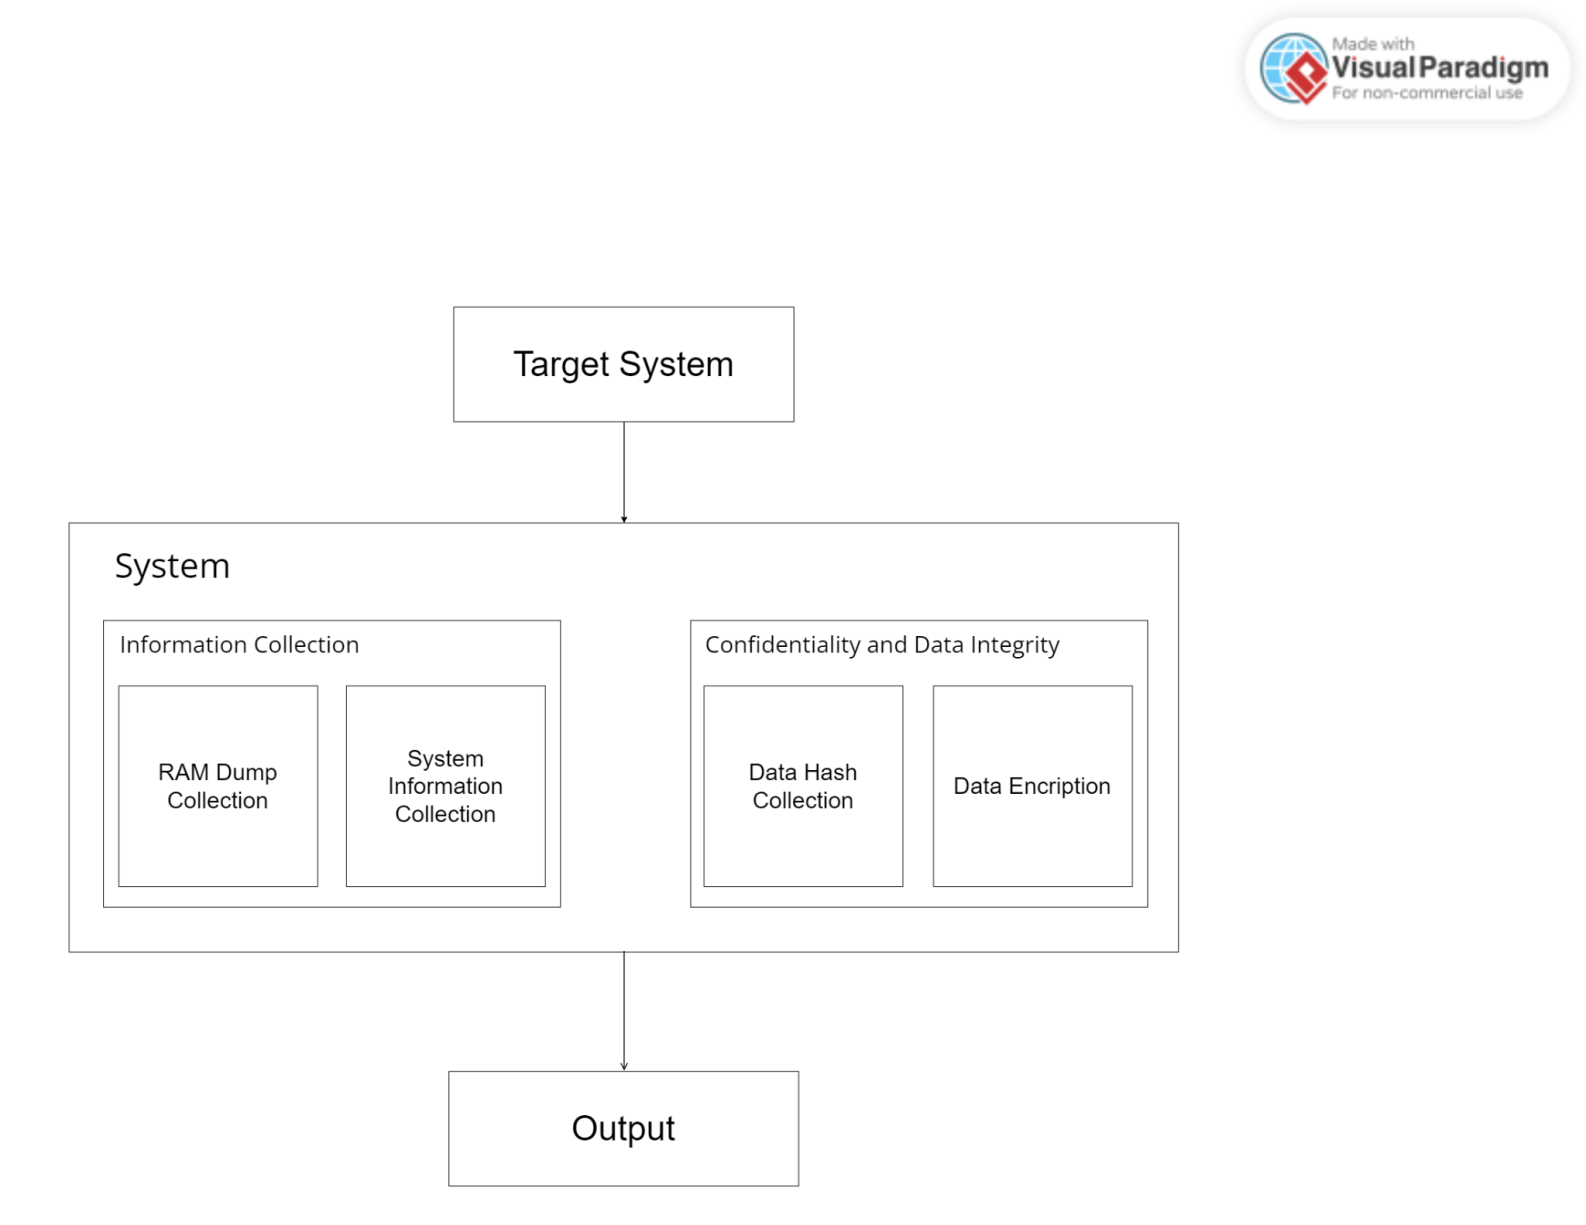 Made with
Visual Paradigm
For non-commercial use
Target System
System
Information Collection
RAM Dump
Collection
System
Information
Collection
Confidentiality and Data Integrity
Data Hash
Collection
Data Encription
Output